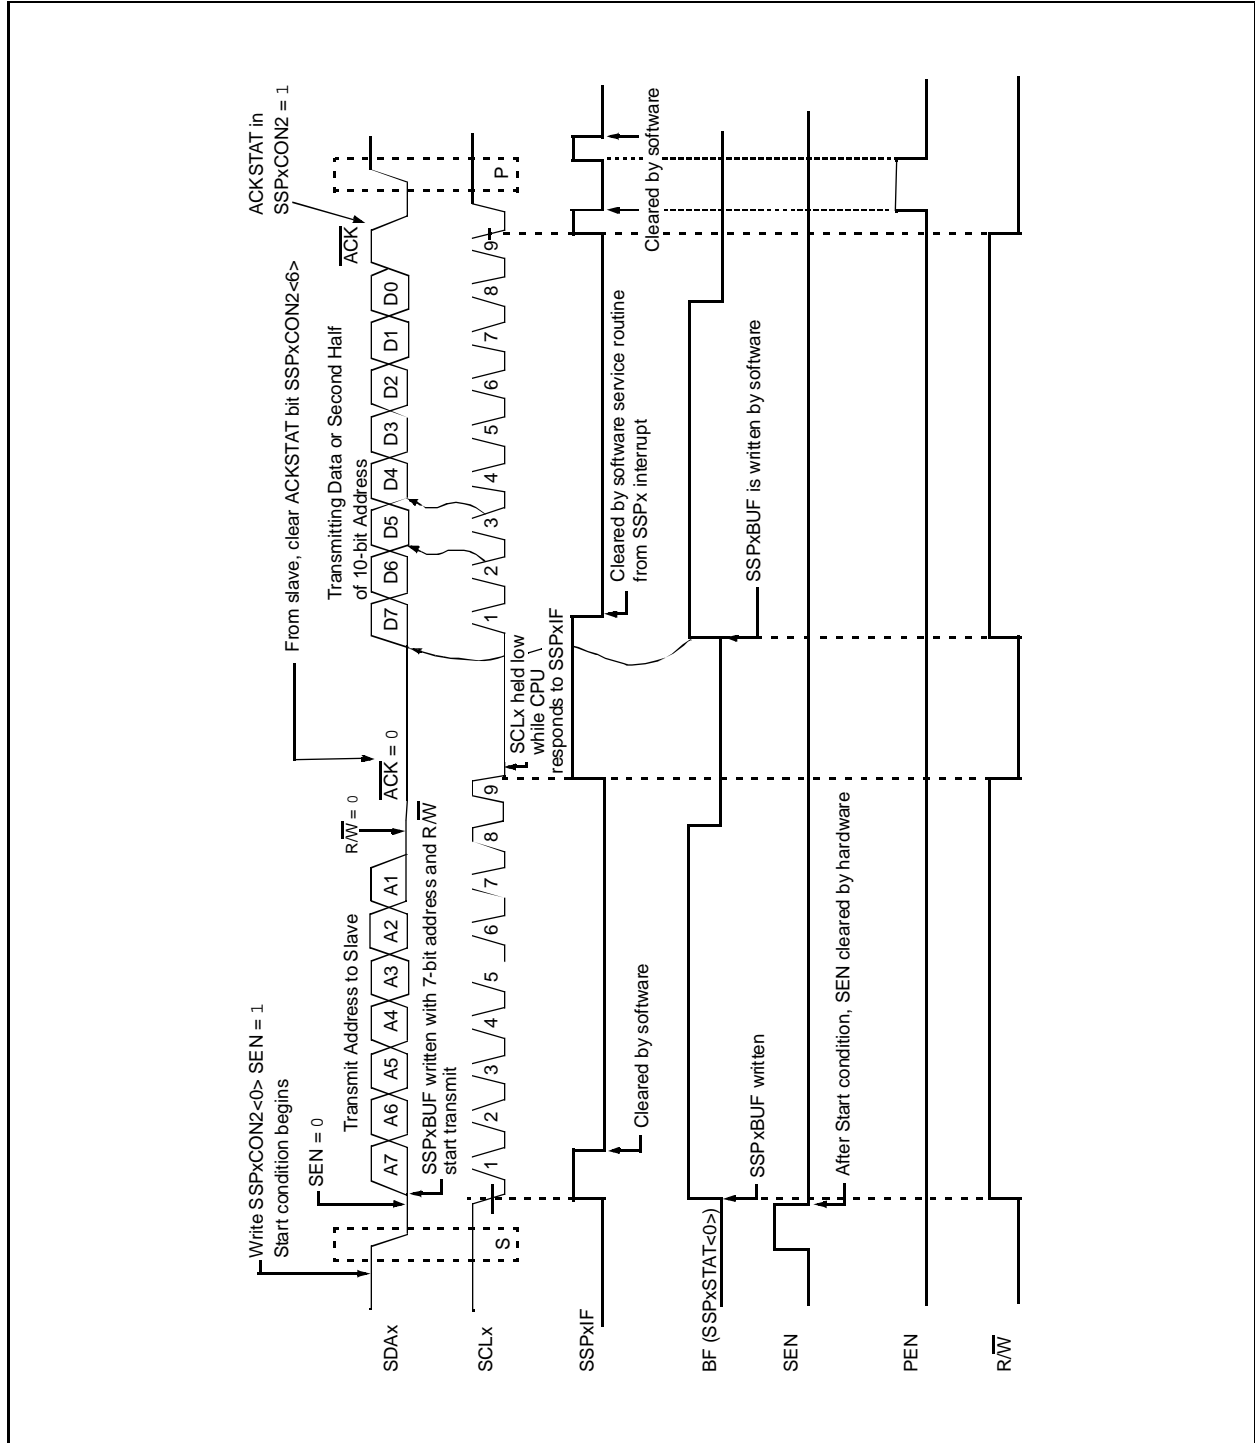 Write SSPxCON2<0> SEN = 1
Start condition begins
SEN = 0
Transmit Address to Slave
R/W = 0
From slave, clear ACKSTAT bit SSPxCON2<6>
ACK = 0
Transmitting Data or Second Half
of 10-bit Address
ACKSTAT in
SSPxCON2 = 1
ACK
SDAx
A7 A6 A5 A4 A3 A2 A1
D7 D6 D5 D4 D3 D2 D1 D0
SSPxBUF written with 7-bit address and R/W
start transmit
SCLx
S
1 2 3 4 5 6 7 8 9
1 2 3 4 5 6 7 8 9
P
SCLx held low
while CPU
responds to SSPxIF
SSPxIF
Cleared by software
Cleared by software service routine
from SSPx interrupt
Cleared by software
BF (SSPxSTAT<0>)
SSPxBUF written
SSPxBUF is written by software
SEN
After Start condition, SEN cleared by hardware
PEN
R/W